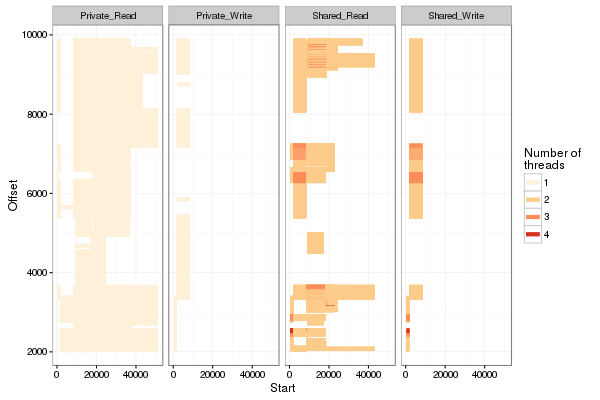 Private_Read Private_Write Shared_Read Shared_Write
10000
8000
6000
4000
2000
Offset
0 20000 40000 0 20000 40000 0 20000 40000 0 20000 40000
Start
Number of
threads
1
2
3
4